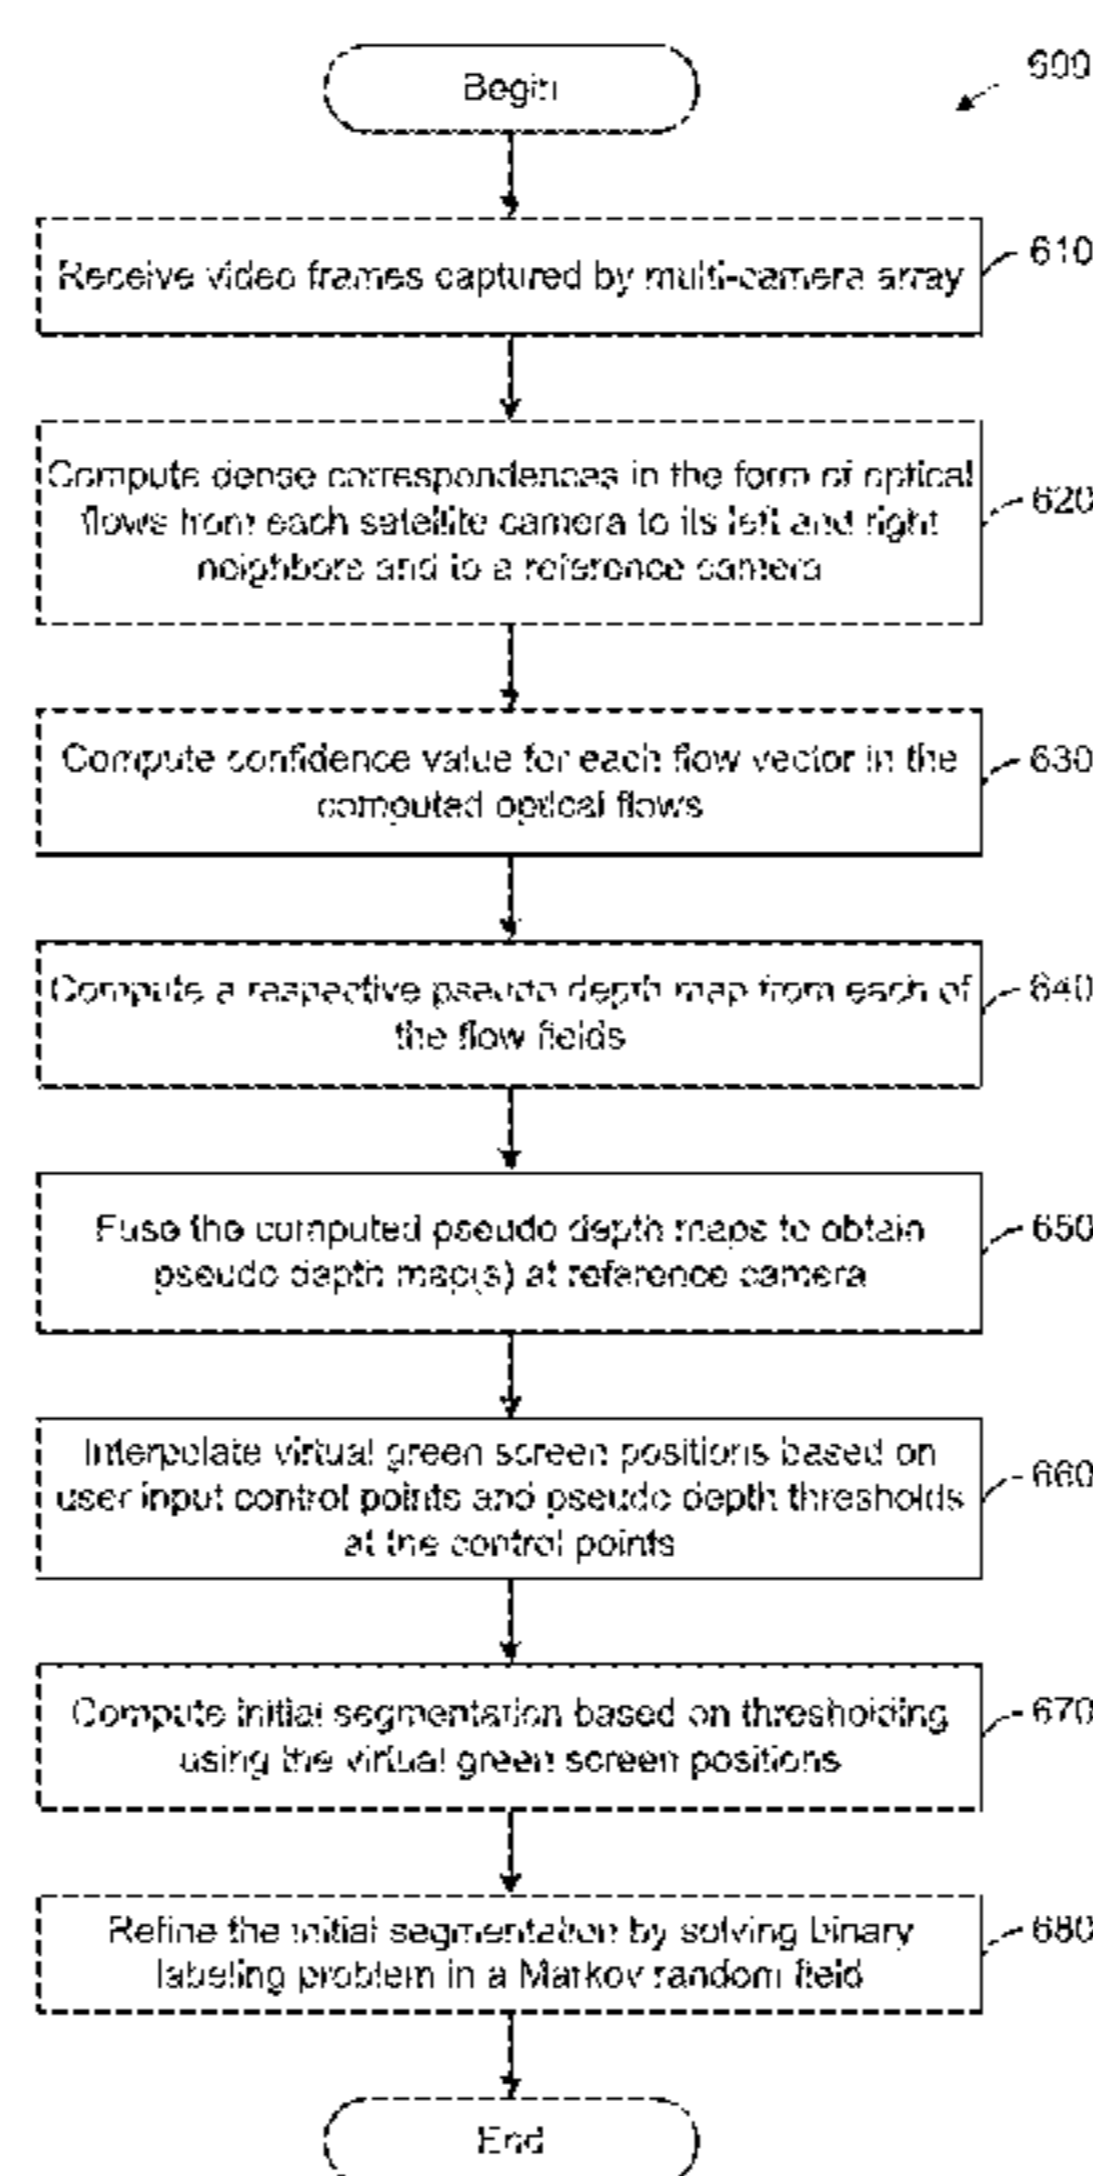 Begin
600
Receive video frames captured by multi-camera array
610
Compute dense correspondences in the form of optical
flows from each satellite camera to its left and right
neighbors and to a reference camera
620
Compute confidence value for each flow vector in the
computed optical flows
630
Compute a respective pseudo depth map from each of
the flow fields
640
Fuse the computed pseudo depth maps to obtain
pseudo depth map(s) at reference camera
650
Interpolate virtual green screen positions based on
user input control points and pseudo depth thresholds
at the control points
660
Compute initial segmentation based on thresholding
using the virtual green screen positions
670
Refine the initial segmentation by solving binary
labeling problem in a Markov random field
680
End